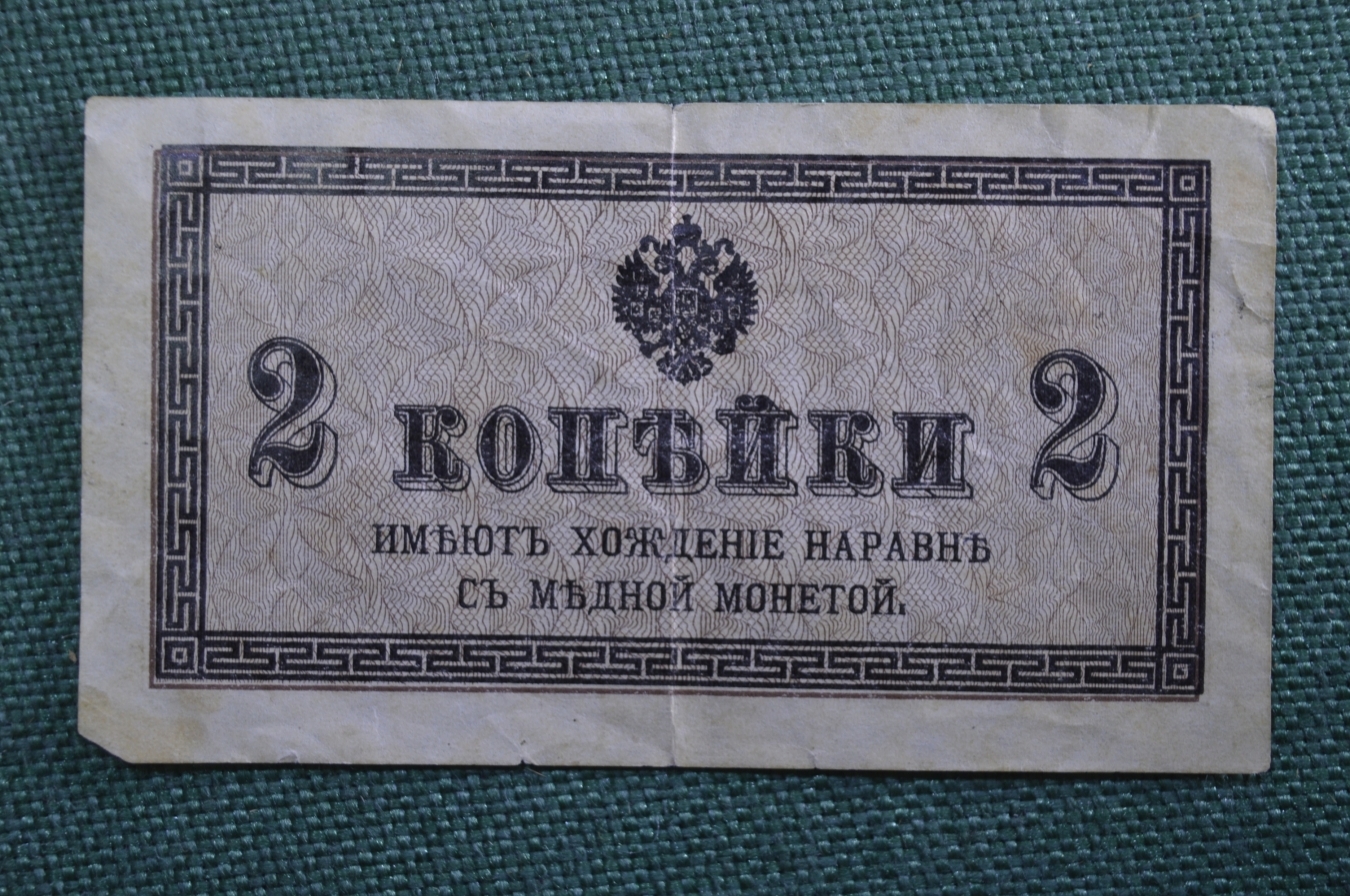 2 КОПѢЙКИ 2
ИМѢЮТЪ ХОЖДЕНІЕ НАРАВНѢ
СЪ МѢДНОЙ МОНЕТОЙ.